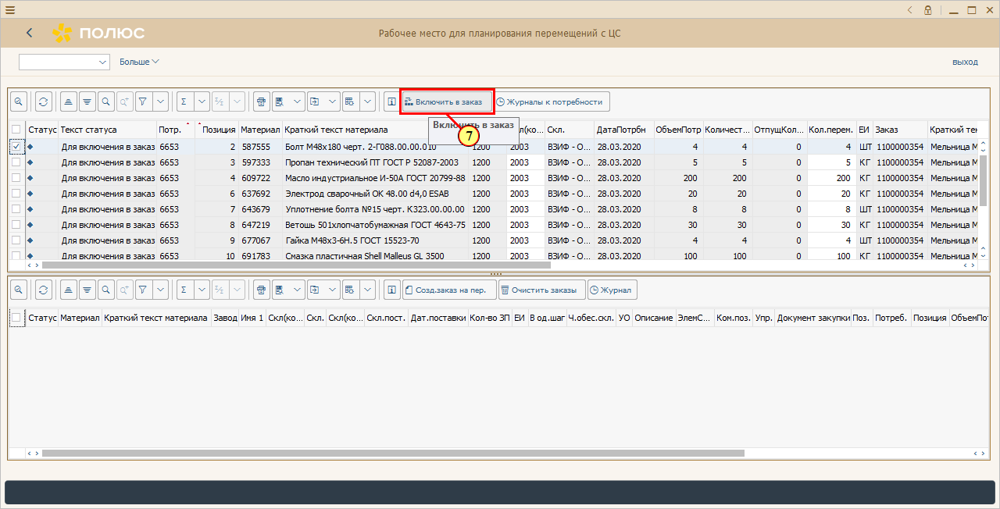 ПОЛЮС
Рабочее место для планирования перемещений с ЦС
Больше
выход
Включить в заказ Журналы к потребности
Включить в заказ
7
Статус Текст статуса Потр. Позиция Материал Краткий текст материала (ко... Скл. ДатаПотрбн ОбъемПотр Количест... ОтпущКол... Кол.перем. ЕИ Заказ Краткий тек
Для включения в заказ 6653 2 587555 Болт М48х180 черт. 2-Г088.00.00.010 1200 2003 ВЗИФ - О... 28.03.2020 4 4 0 4 ШТ 1100000354 Мельница М
Для включения в заказ 6653 3 597333 Пропан технический ПТ ГОСТ Р 52087-2003 1200 2003 ВЗИФ - О... 28.03.2020 5 5 0 5 КГ 1100000354 Мельница М
Для включения в заказ 6653 4 609722 Масло индустриальное И-50А ГОСТ 20799-88 1200 2003 ВЗИФ - О... 28.03.2020 200 200 0 200 КГ 1100000354 Мельница М
Для включения в заказ 6653 6 637692 Электрод сварочный ОК 48.00 d4,0 ESAB 1200 2003 ВЗИФ - О... 28.03.2020 20 20 0 20 КГ 1100000354 Мельница М
Для включения в заказ 6653 7 643679 Уплотнение болта №15 черт. К323.00.00.00 1200 2003 ВЗИФ - О... 28.03.2020 8 8 0 8 ШТ 1100000354 Мельница М
Для включения в заказ 6653 8 647219 Ветошь 501хлопчатобумажная ГОСТ 4643-75 1200 2003 ВЗИФ - О... 28.03.2020 30 30 0 30 КГ 1100000354 Мельница М
Для включения в заказ 6653 9 677067 Гайка М48х3-6Н.5 ГОСТ 15523-70 1200 2003 ВЗИФ - О... 28.03.2020 4 4 0 4 ШТ 1100000354 Мельница М
Для включения в заказ 6653 10 691783 Смазка пластичная Shell Malleus GL 3500 1200 2003 ВЗИФ - О... 28.03.2020 100 100 0 100 КГ 1100000354 Мельница М
Созд.заказ на пер. Очистить заказы Журнал
Статус Материал Краткий текст материала Завод Имя 1 Скл(ко... Скл. Скл(ко... Скл.пост. Дат.поставки Кол-во ЗП ЕИ В од.шаг Ч.обес.скл. УО Описание ЭлемС... Ком.поз. Упр. Документ закупки Поз. Потреб. Позиция ОбъемПот